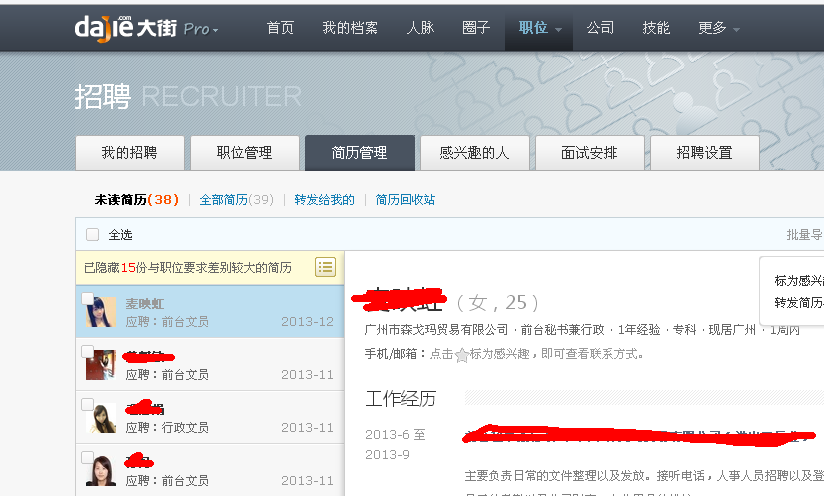 dajie.com大街 Pro
首页 我的档案 人脉 圈子 职位 公司 技能 更多
招聘 RECRUITER
我的招聘 职位管理 简历管理 感兴趣的人 面试安排 招聘设置
未读简历(38) 全部简历(39) 转发给我的 简历回收站
全选 批量导
已隐藏15份与职位要求差别较大的简历
麦映虹
应聘：前台文员 2013-12
应聘：前台文员 2013-11
应聘：行政文员 2013-11
应聘：前台文员 2013-11
标为感兴
转发简历
（女，25）
广州市森戈玛贸易有限公司 · 前台秘书兼行政 · 1年经验 · 专科 · 现居广州 · 1周内
手机/邮箱：点击 标为感兴趣，即可查看联系方式。
工作经历
2013-6 至
2013-9
主要负责日常的文件整理以及发放。接听电话，人事人员招聘以及登